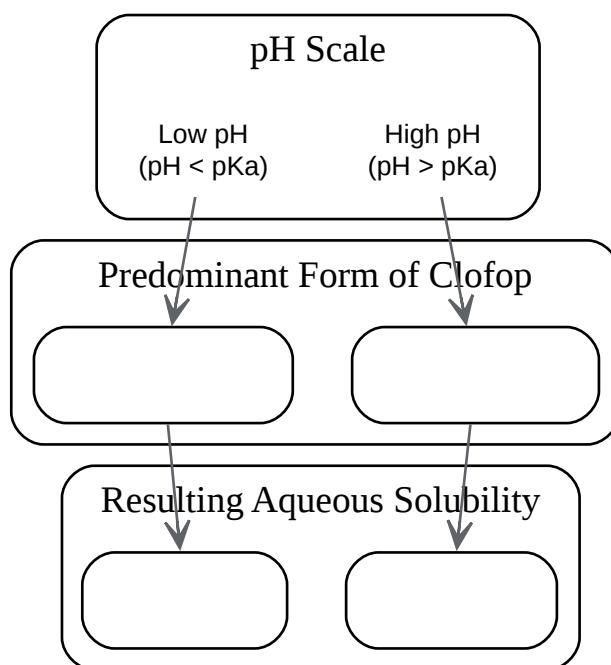 pH Scale
Low pH
(pH < pKa)
High pH
(pH > pKa)
Predominant Form of Clofop
Resulting Aqueous Solubility